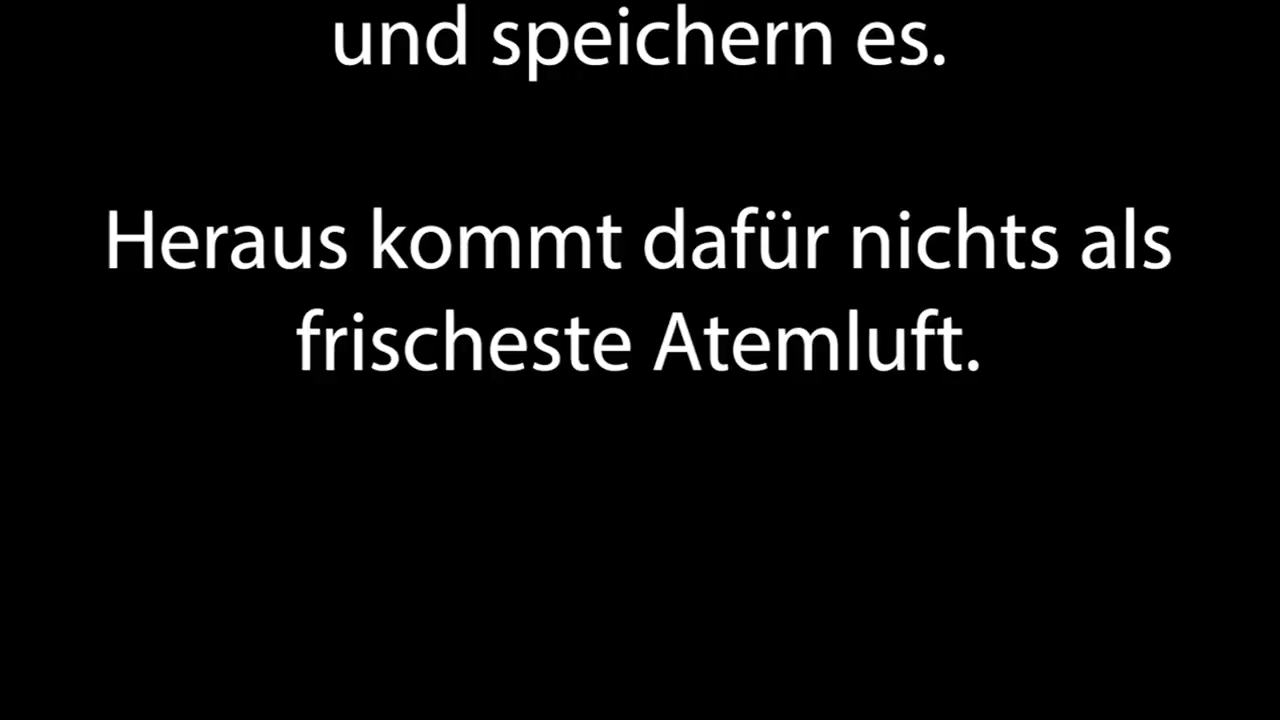 und speichern es.
Heraus kommt dafür nichts als
frischeste Atemluft.